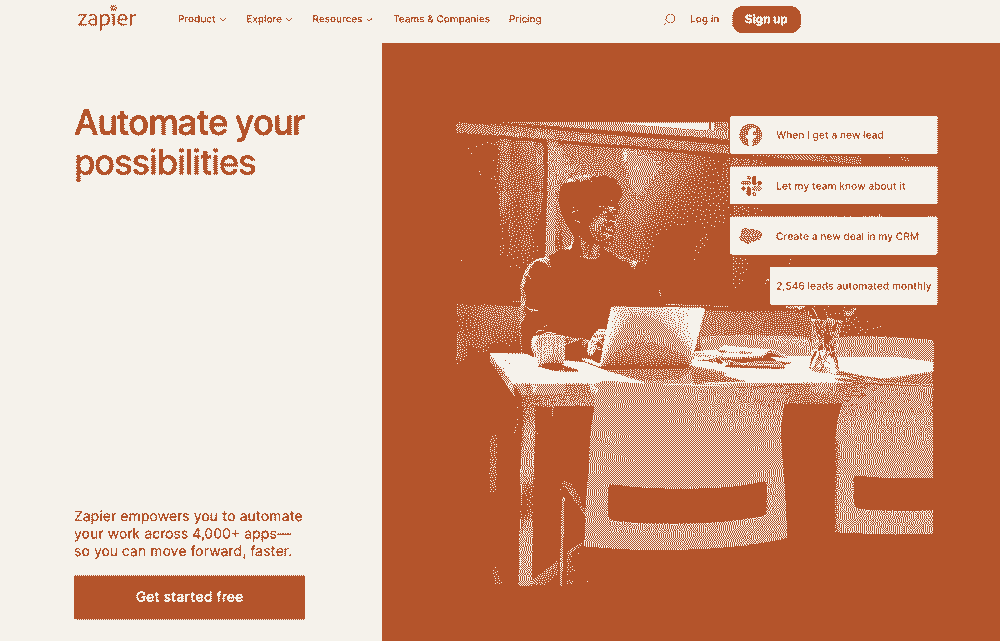 zapier
Product
Explore
Resources
Teams & Companies
Pricing
Log in
Sign up
Automate your
possibilities
When I get a new lead
Let my team know about it
Create a new deal in my CRM
2,546 leads automated monthly
Zapier empowers you to automate
your work across 4,000+ apps—
so you can move forward, faster.
Get started free